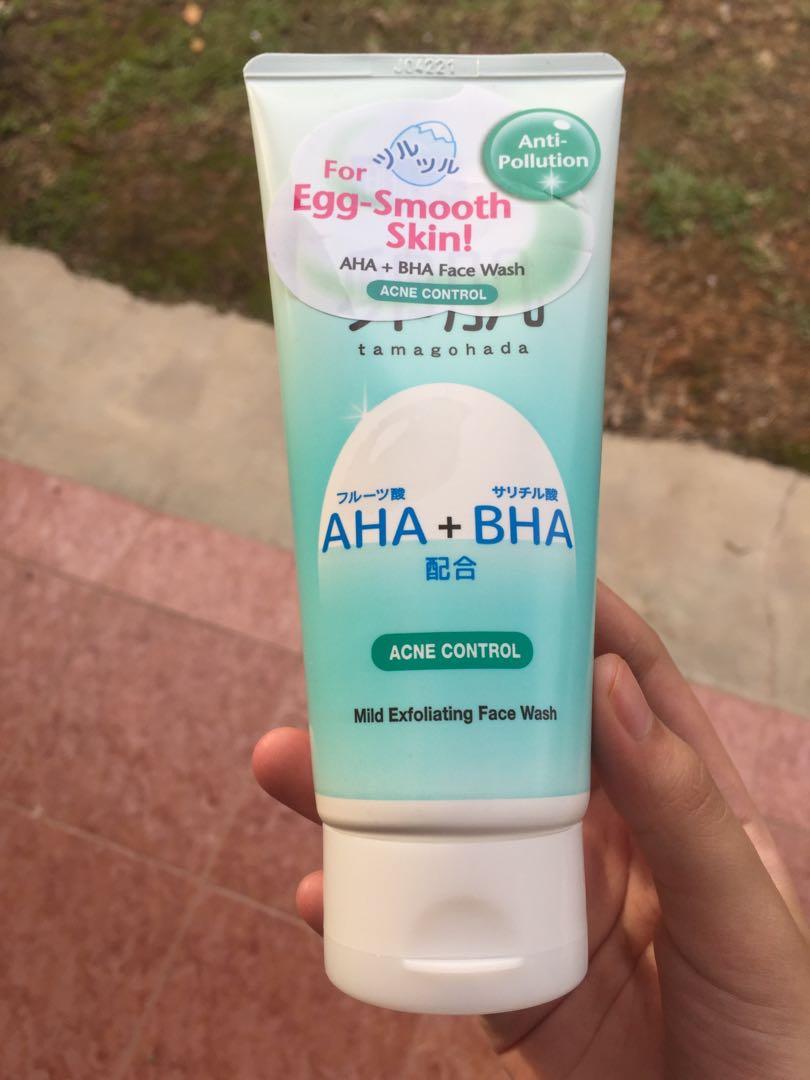 J04221
ツルツル
Anti-
Pollution
For
Egg-Smooth
Skin!
AHA + BHA Face Wash
ACNE CONTROL
tamagohada
フルーツ酸 サリチル酸
AHA + BHA
配合
ACNE CONTROL
Mild Exfoliating Face Wash